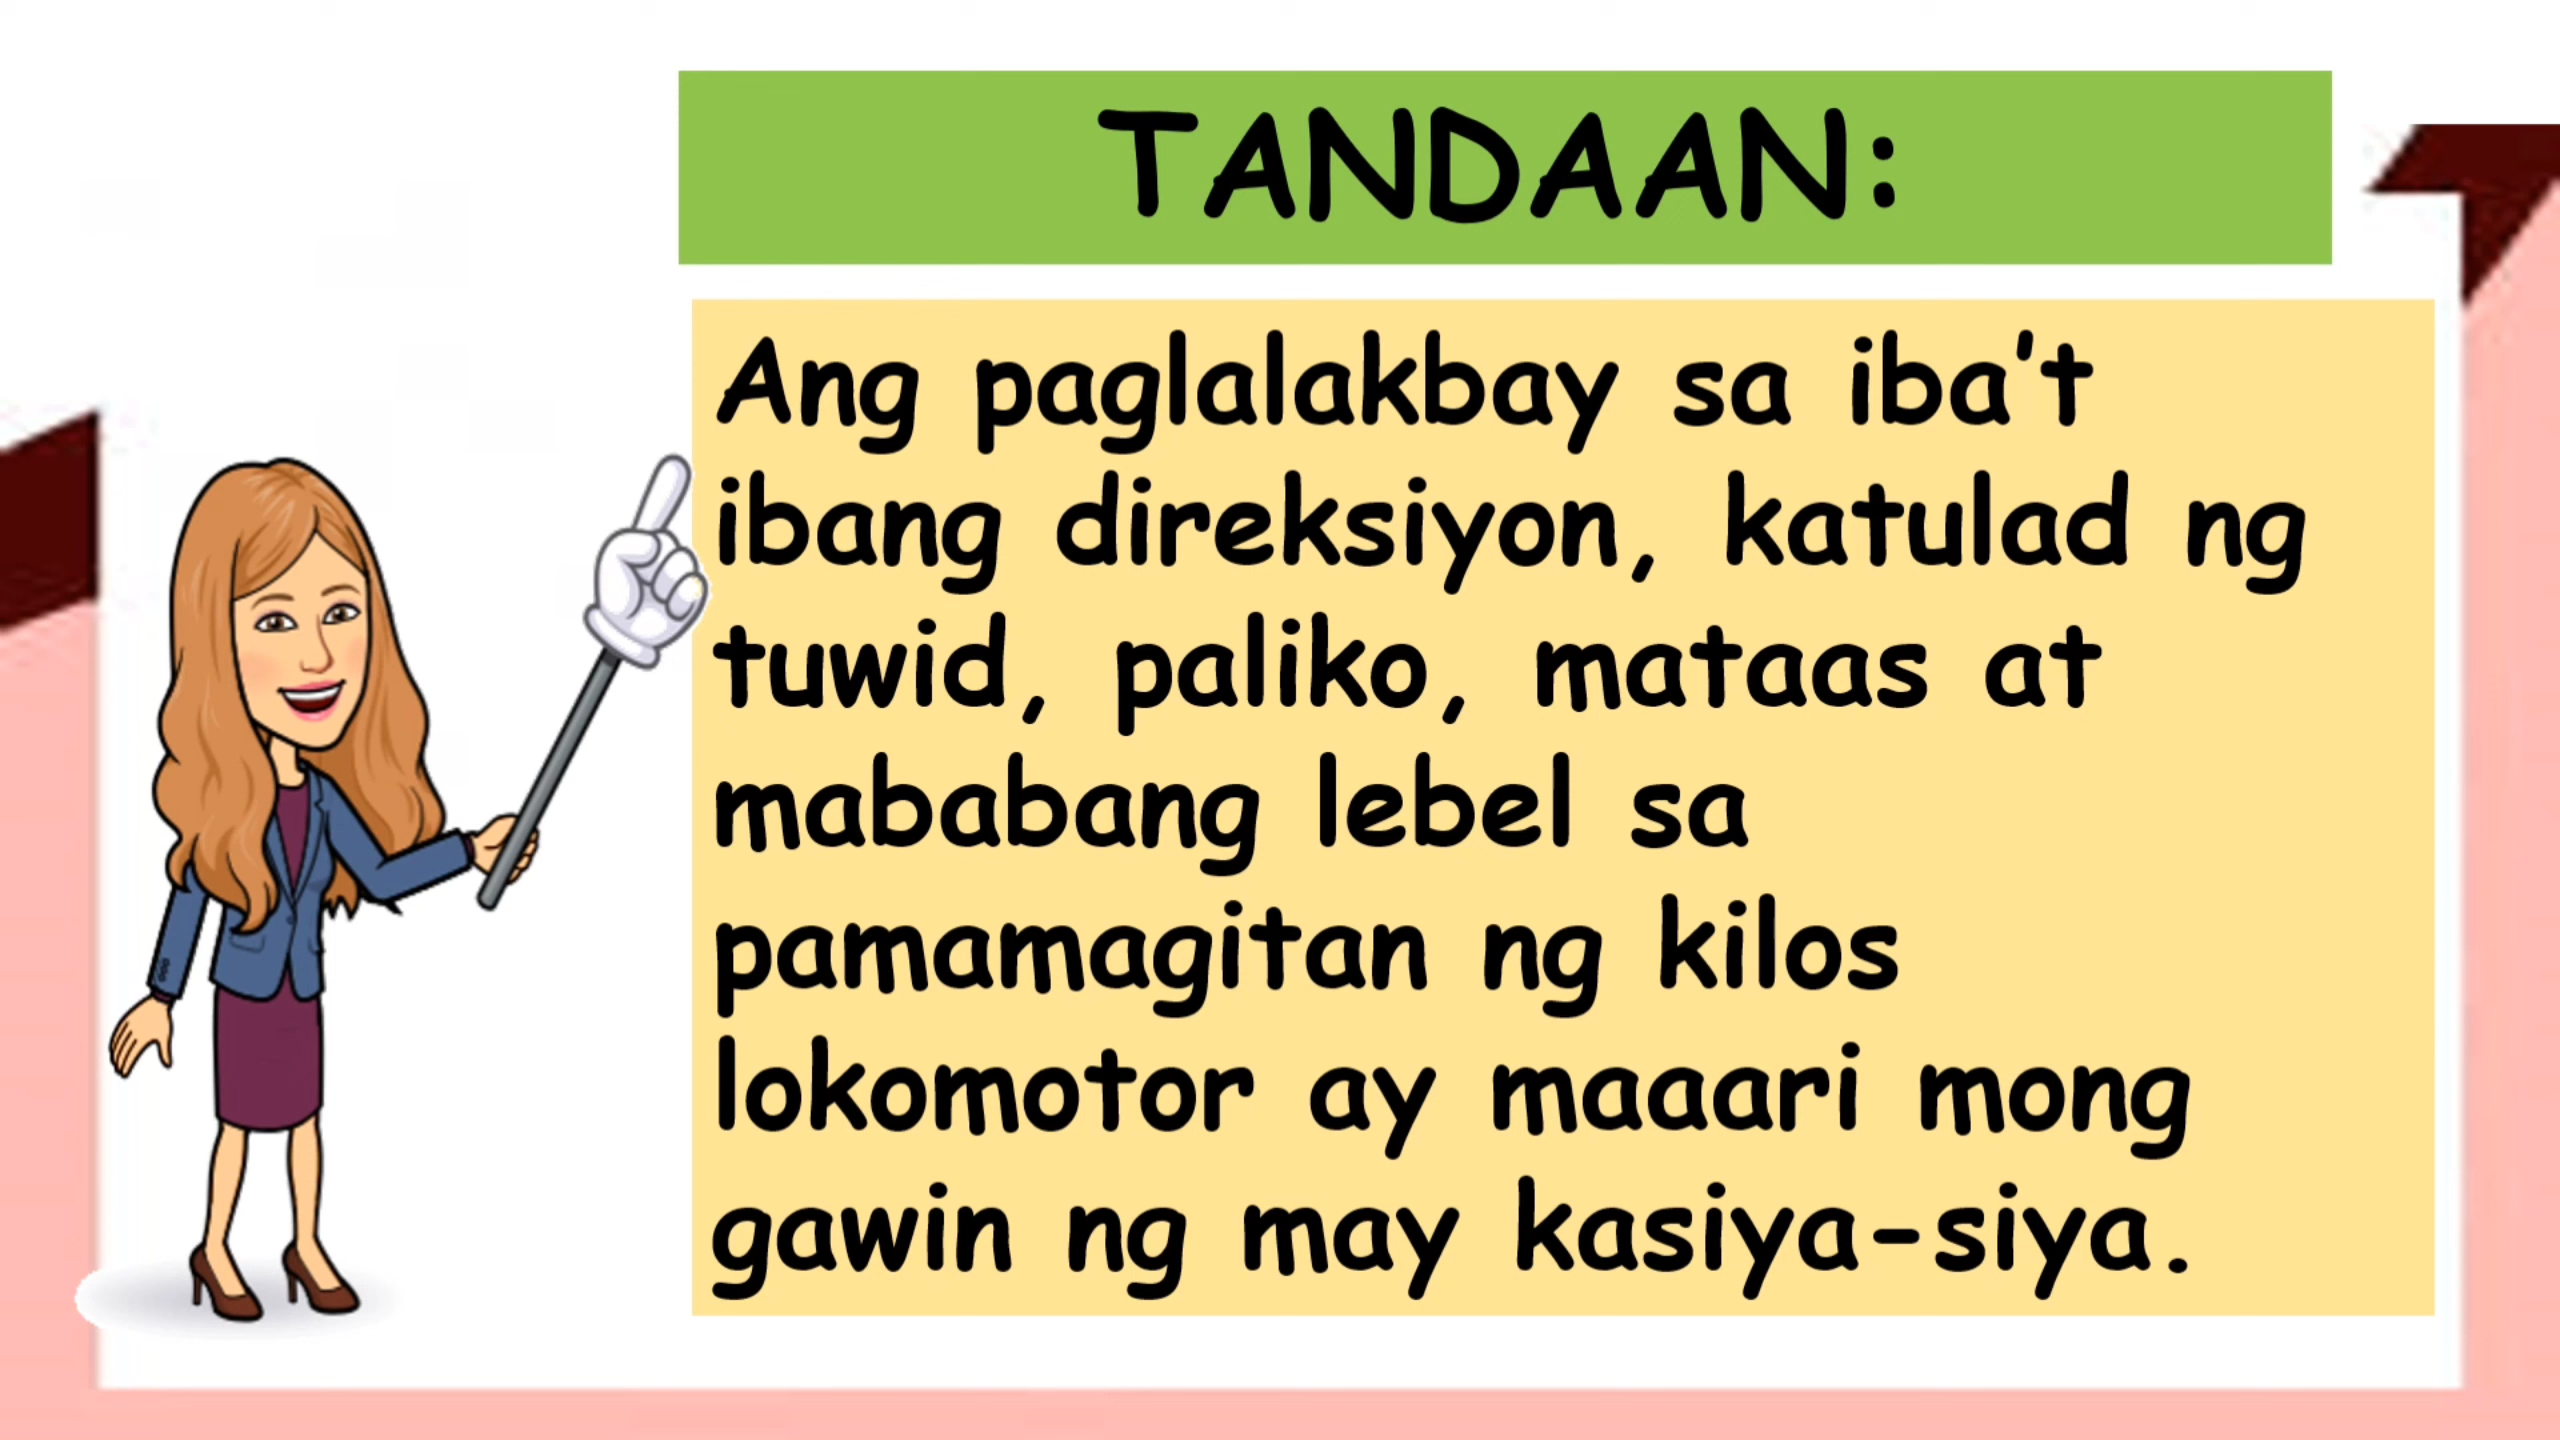 TANDAAN:
Ang paglalakbay sa iba't
ibang direksiyon, katulad ng
tuwid, paliko, mataas at
mababang lebel sa
pamamagitan ng kilos
lokomotor ay maaari mong
gawin ng may kasiya-siya.